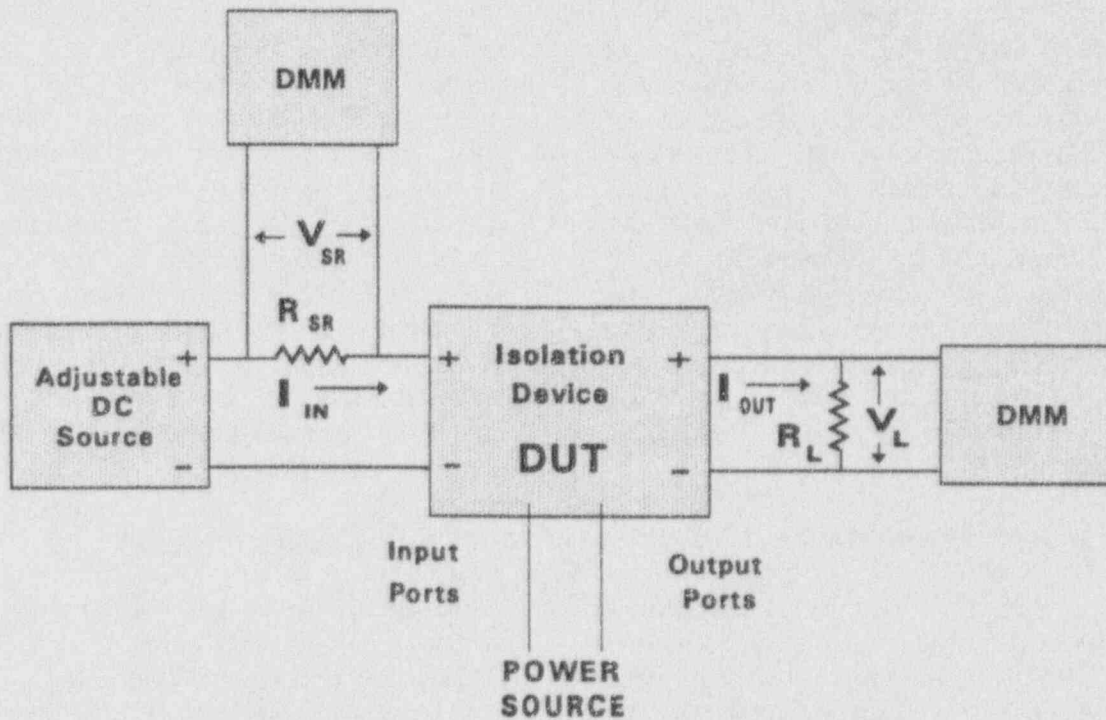 DMM
V SR
R SR
Adjustable
DC
Source
+
−
I IN
+
−
Isolation
Device
DUT
+
−
I OUT
R L
V L
DMM
Input
Ports
Output
Ports
POWER
SOURCE